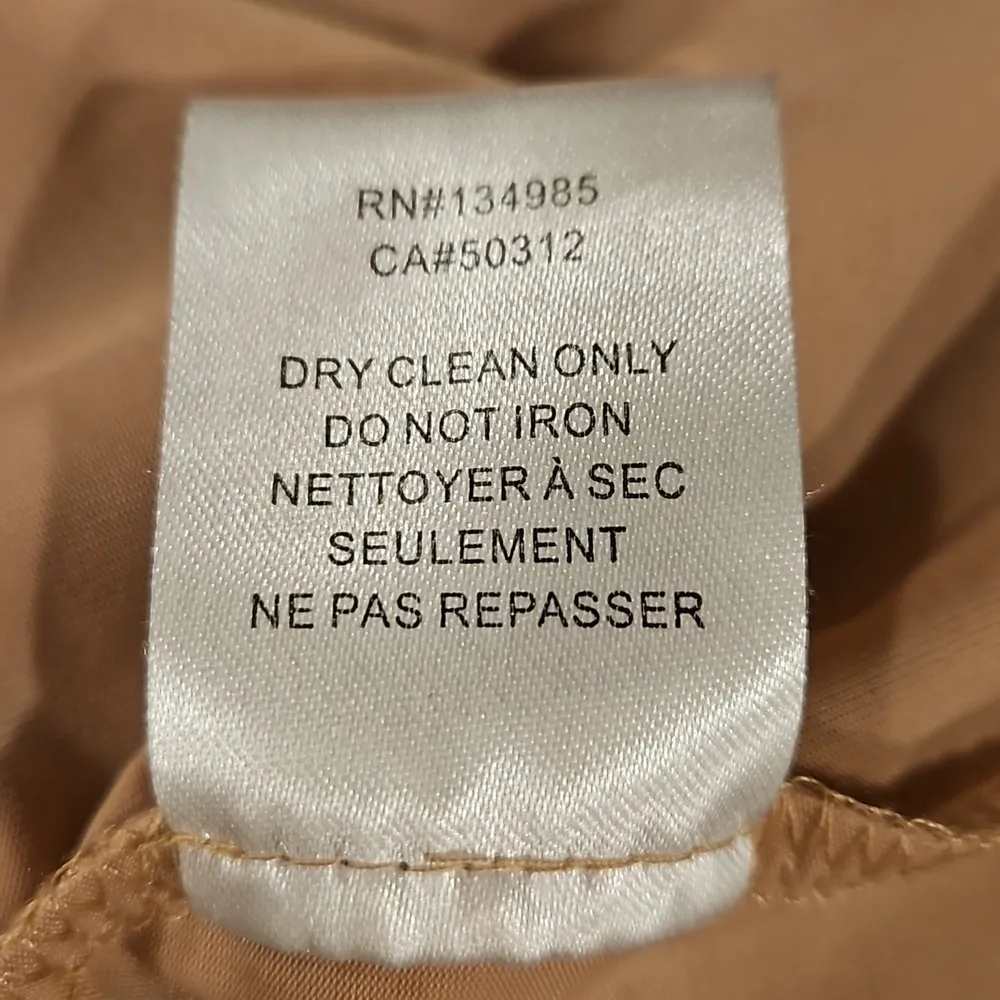 RN#134985
CA#50312
DRY CLEAN ONLY
DO NOT IRON
NETTOYER À SEC
SEULEMENT
NE PAS REPASSER